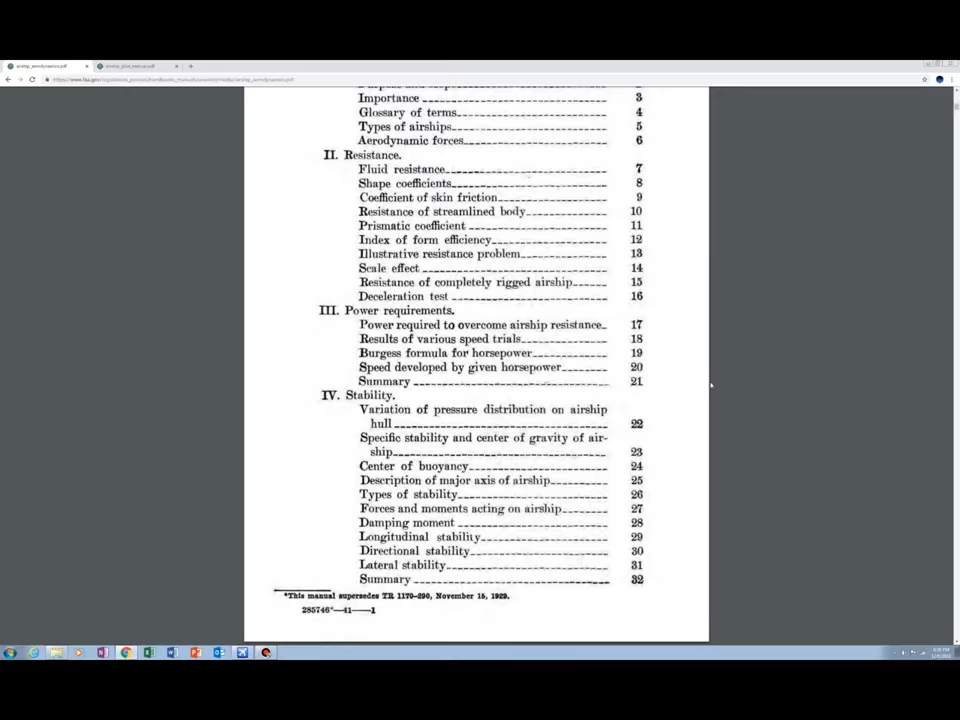 airship_aerodynamics.pdf
airship_pilot_manual.pdf
Importance 3
Glossary of terms 4
Types of airships 5
Aerodynamic forces 6
II. Resistance.
Fluid resistance 7
Shape coefficients 8
Coefficient of skin friction 9
Resistance of streamlined body 10
Prismatic coefficient 11
Index of form efficiency 12
Illustrative resistance problem 13
Scale effect 14
Resistance of completely rigged airship 15
Deceleration test 16
III. Power requirements.
Power required to overcome airship resistance 17
Results of various speed trials 18
Burgess formula for horsepower 19
Speed developed by given horsepower 20
Summary 21
IV. Stability.
Variation of pressure distribution on airship
hull 22
Specific stability and center of gravity of air-
ship 23
Center of buoyancy 24
Description of major axis of airship 25
Types of stability 26
Forces and moments acting on airship 27
Damping moment 28
Longitudinal stability 29
Directional stability 30
Lateral stability 31
Summary 32
*This manual supersedes TR 1170-290, November 15, 1929.
285746°—41——1